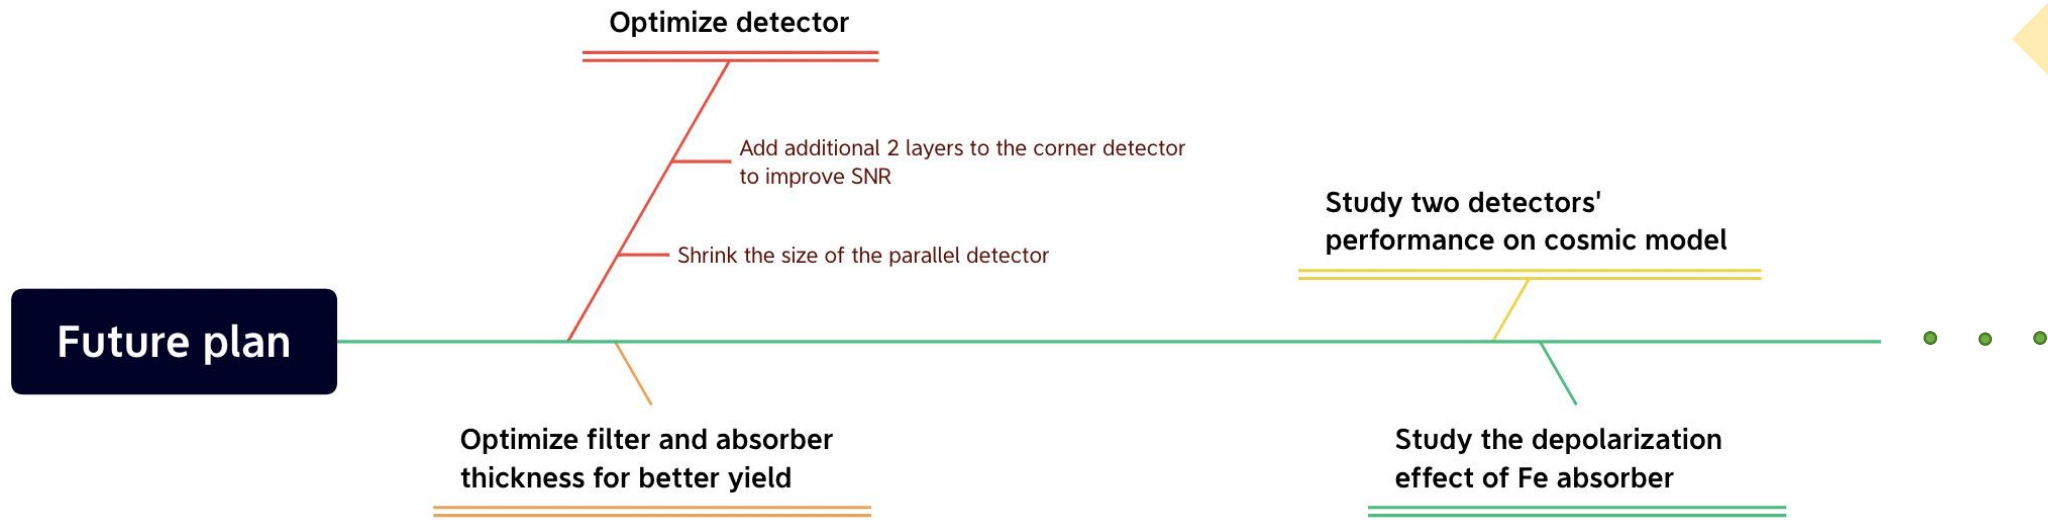 Optimize detector
Add additional 2 layers to the corner detector
to improve SNR
Shrink the size of the parallel detector
Study two detectors'
performance on cosmic model
Future plan
Optimize filter and absorber
thickness for better yield
Study the depolarization
effect of Fe absorber